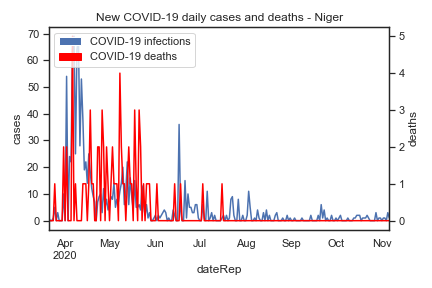 New COVID-19 daily cases and deaths - Niger
COVID-19 infections
COVID-19 deaths
70
60
50
40
30
20
10
0
cases
5
4
3
2
1
0
deaths
Apr May Jun Jul Aug Sep Oct Nov
2020
dateRep